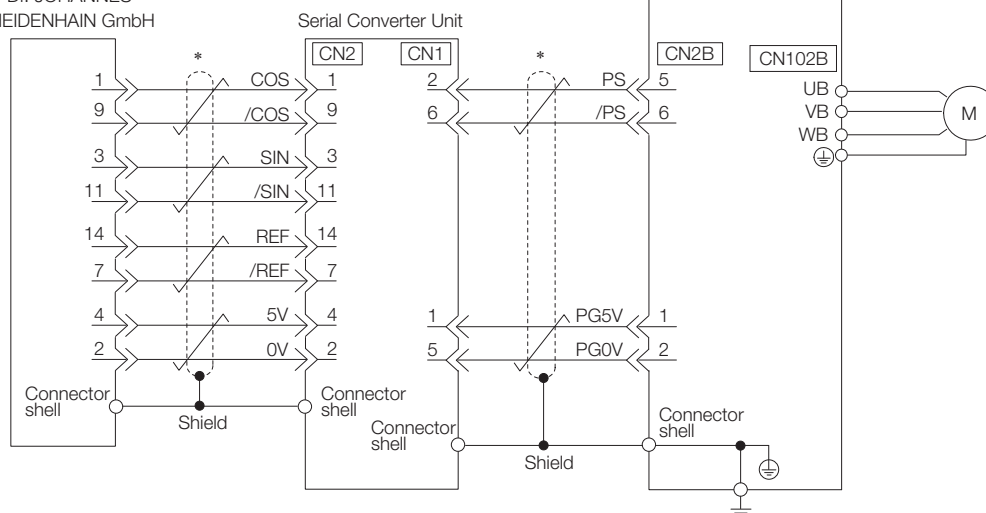 HEIDENHAIN GmbH
Serial Converter Unit
CN2
CN1
CN2B
CN102B
*
*
1
COS
1
2
PS
5
9
/COS
9
6
/PS
6
3
SIN
3
11
/SIN
11
14
REF
14
7
/REF
7
4
5V
4
1
PG5V
1
2
0V
2
5
PG0V
2
UB
VB
WB
M
Connector
shell
Shield
Connector
shell
Connector
shell
Shield
Connector
shell